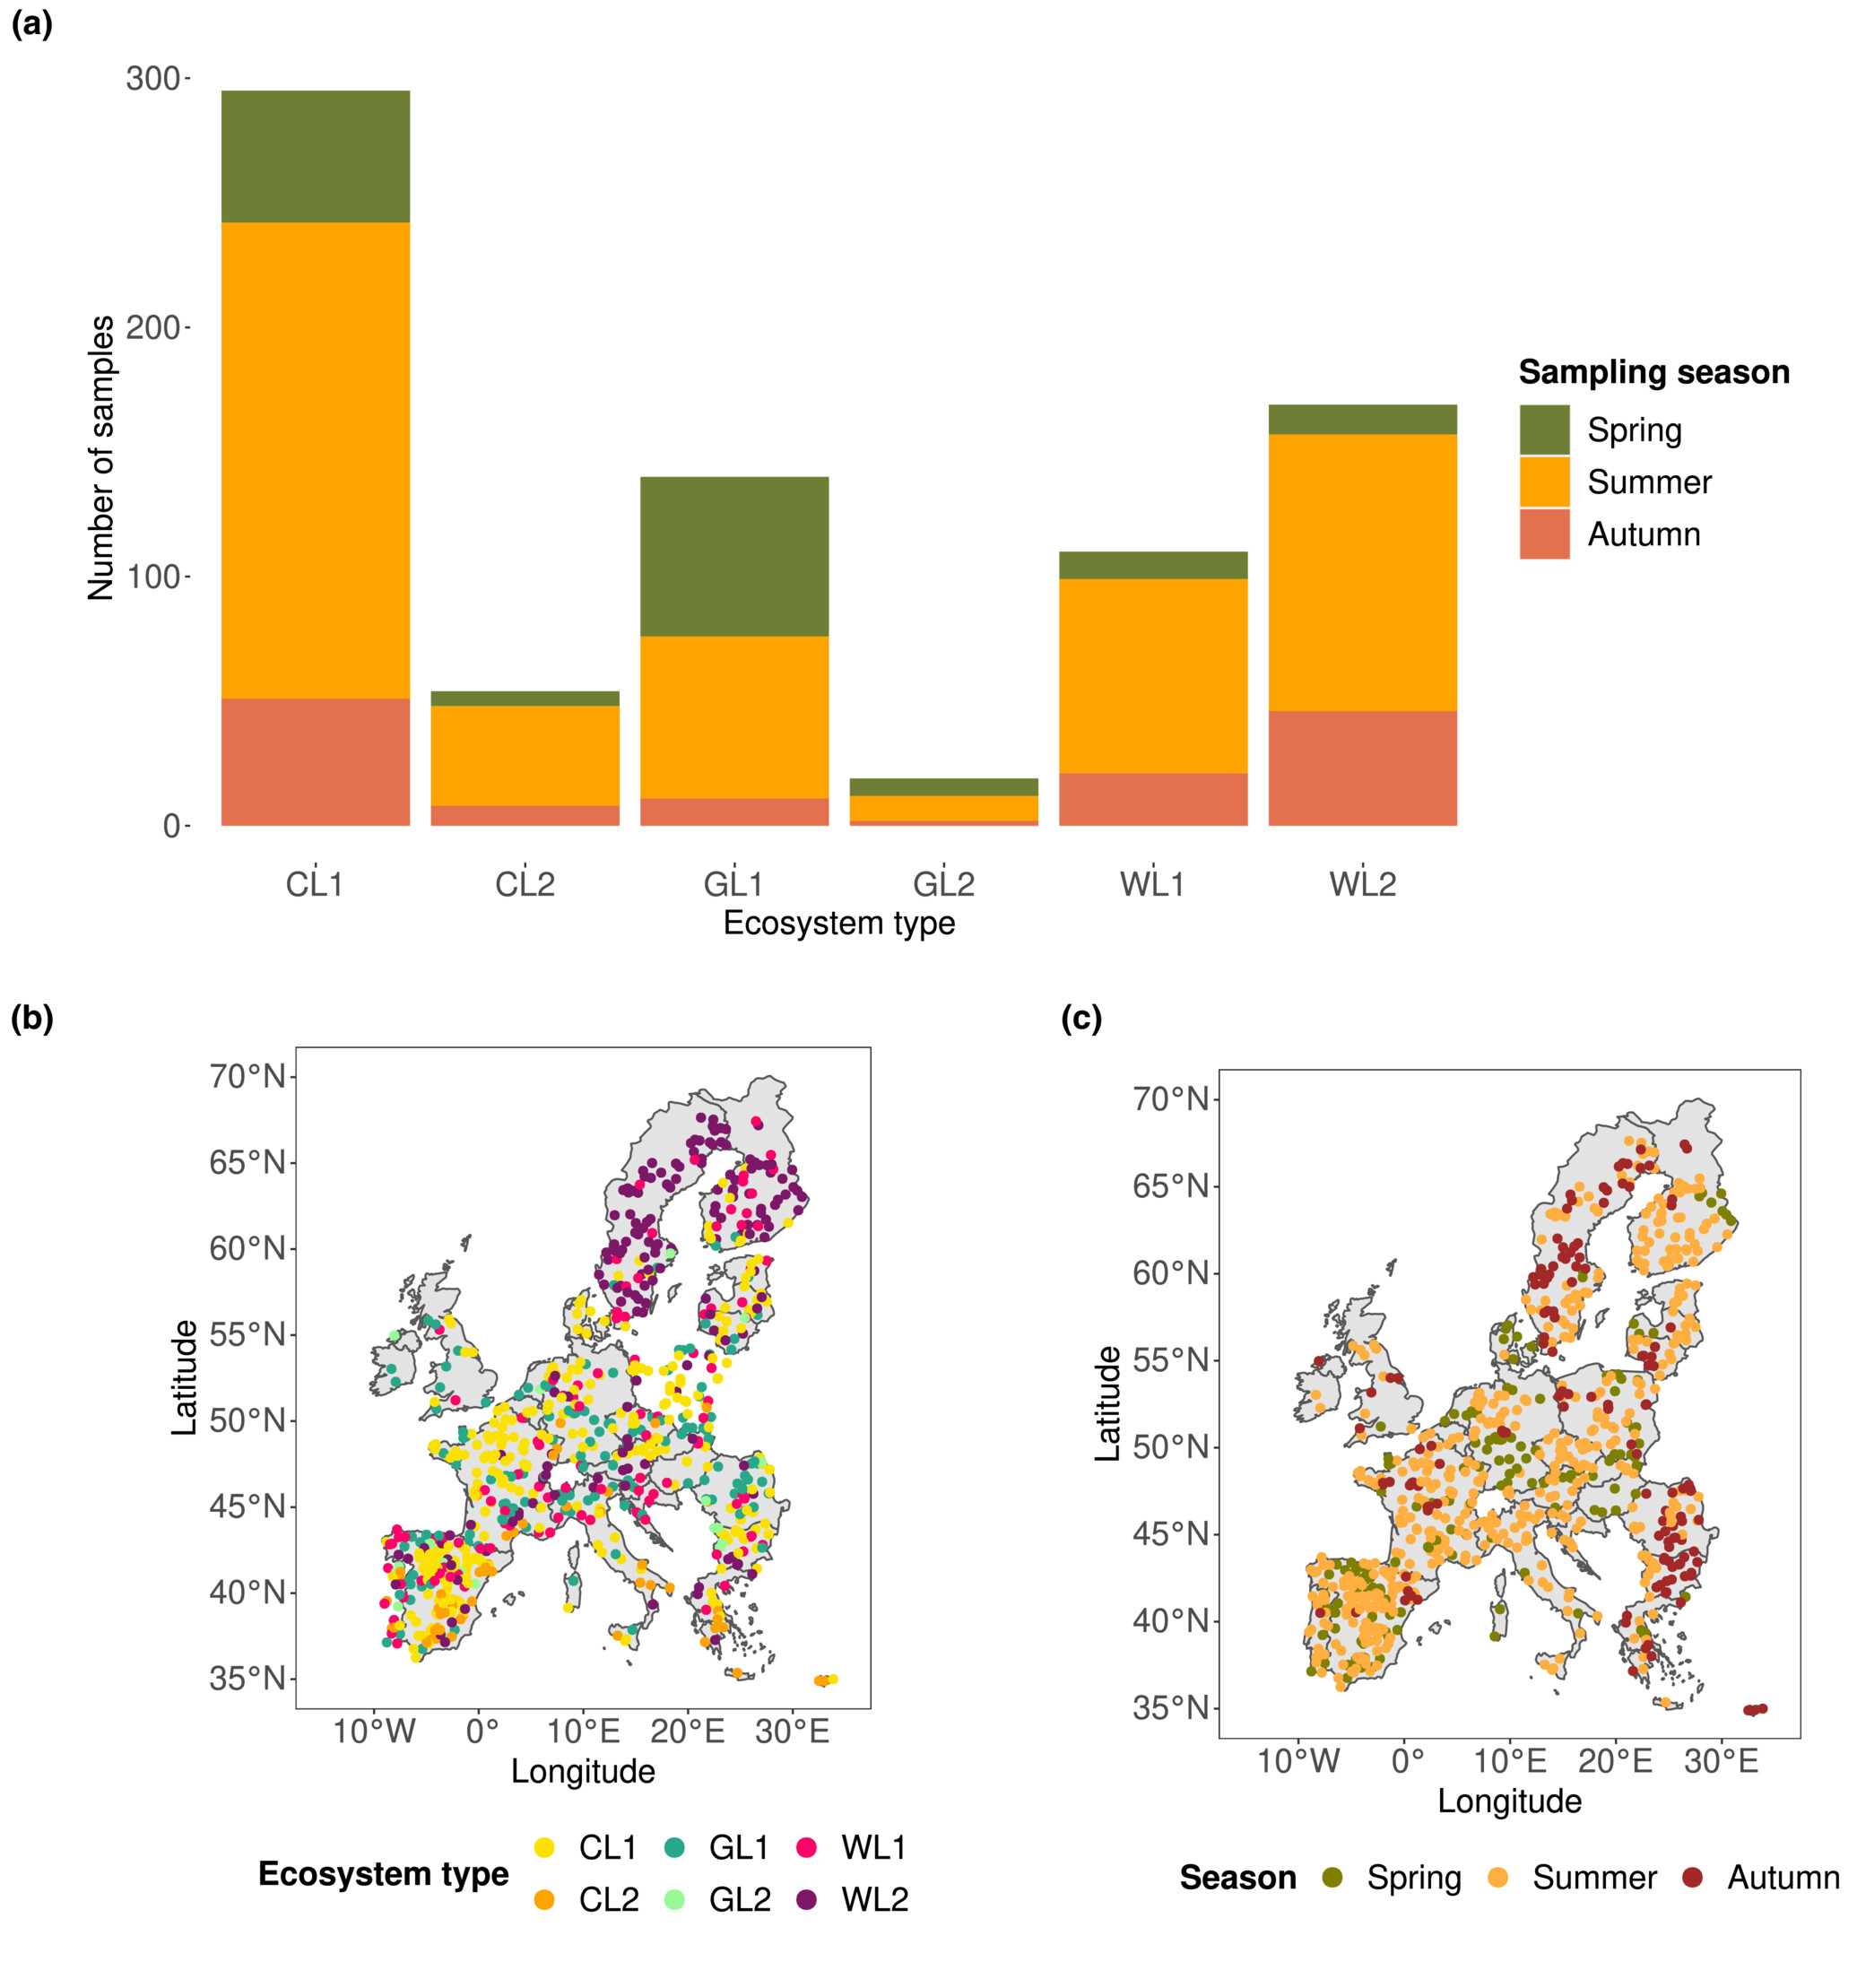 (a)
300
200
100
0
Number of samples
CL1 CL2 GL1 GL2 WL1 WL2
Ecosystem type
Sampling season
Spring
Summer
Autumn
(b)
70°N
65°N
60°N
55°N
50°N
45°N
40°N
35°N
Latitude
10°W 0° 10°E 20°E 30°E
Longitude
Ecosystem type
CL1 GL1 WL1
CL2 GL2 WL2
(c)
70°N
65°N
60°N
55°N
50°N
45°N
40°N
35°N
Latitude
10°W 0° 10°E 20°E 30°E
Longitude
Season Spring Summer Autumn